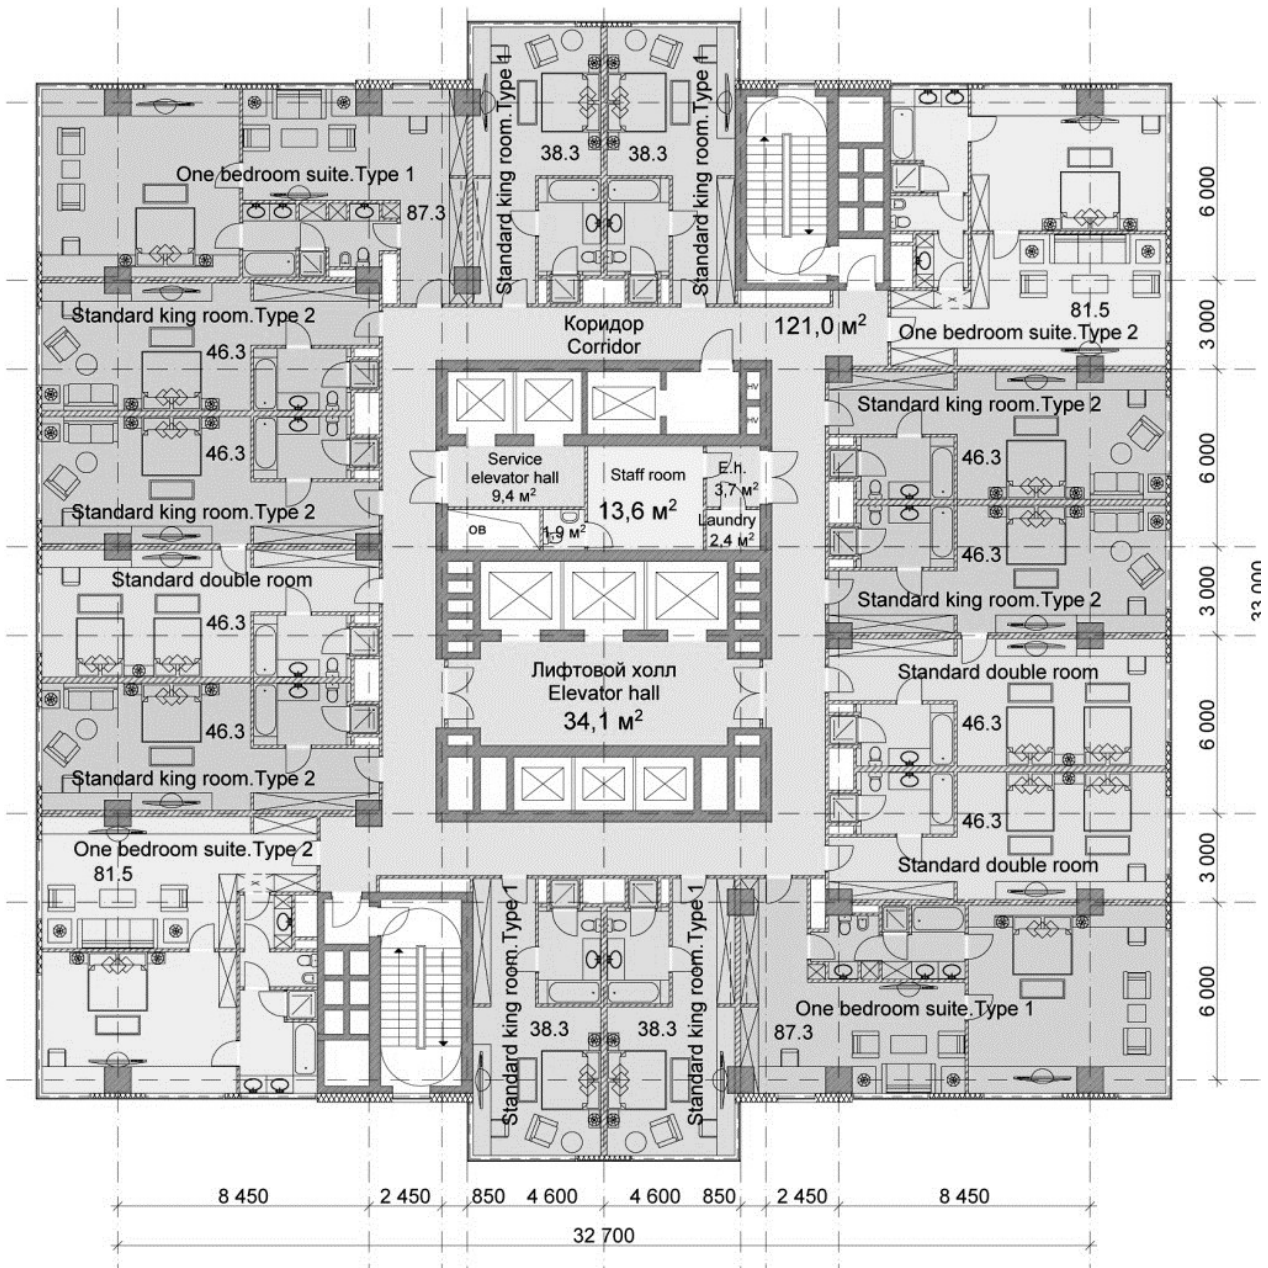 Standard king room.Type 1
38.3
38.3
Standard king room.Type 1
One bedroom suite.Type 1
87.3
6 000
Standard king room.Type 2
46.3
Коридор
Corridor
121,0 м²
81.5
One bedroom suite.Type 2
3 000
46.3
Standard king room.Type 2
HV
HV
Standard king room.Type 2
46.3
6 000
Service
elevator hall
9,4 м²
Staff room
13,6 м²
E.h.
3,7 м²
Laundry
2,4 м²
ОВ
1,9 м²
46.3
Standard king room.Type 2
Standard double room
46.3
3 000
33 000
Лифтовой холл
Elevator hall
34,1 м²
Standard double room
46.3
6 000
46.3
Standard king room.Type 2
46.3
Standard double room
3 000
One bedroom suite.Type 2
81.5
Standard king room.Type 1
38.3
38.3
Standard king room.Type 1
One bedroom suite.Type 1
87.3
6 000
8 450
2 450
850
4 600
4 600
850
2 450
8 450
32 700